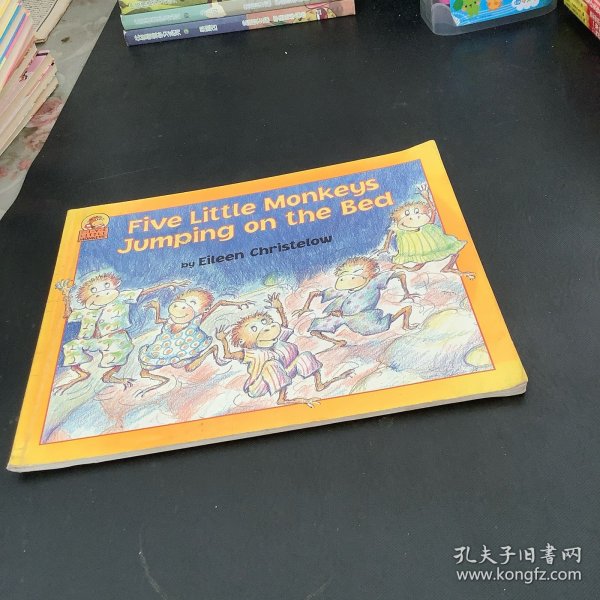 Five Little Monkeys
Jumping on the Bed
by Eileen Christelow
孔夫子旧书网
www.kongfz.com